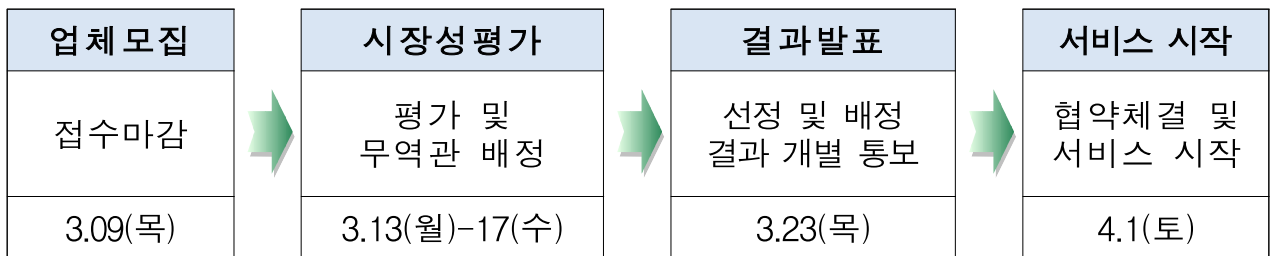 업체모집
접수마감
3.09(목)
시장성평가
평가 및
무역관 배정
3.13(월)-17(수)
결과발표
선정 및 배정
결과 개별 통보
3.23(목)
서비스 시작
협약체결 및
서비스 시작
4.1(토)